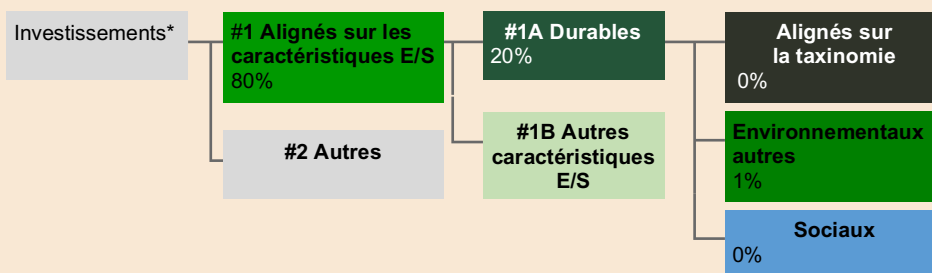 Investissements*
#1 Alignés sur les
caractéristiques E/S
80%
#2 Autres
#1A Durables
20%
#1B Autres
caractéristiques
E/S
Alignés sur
la taxinomie
0%
Environnementaux
autres
1%
Sociaux
0%